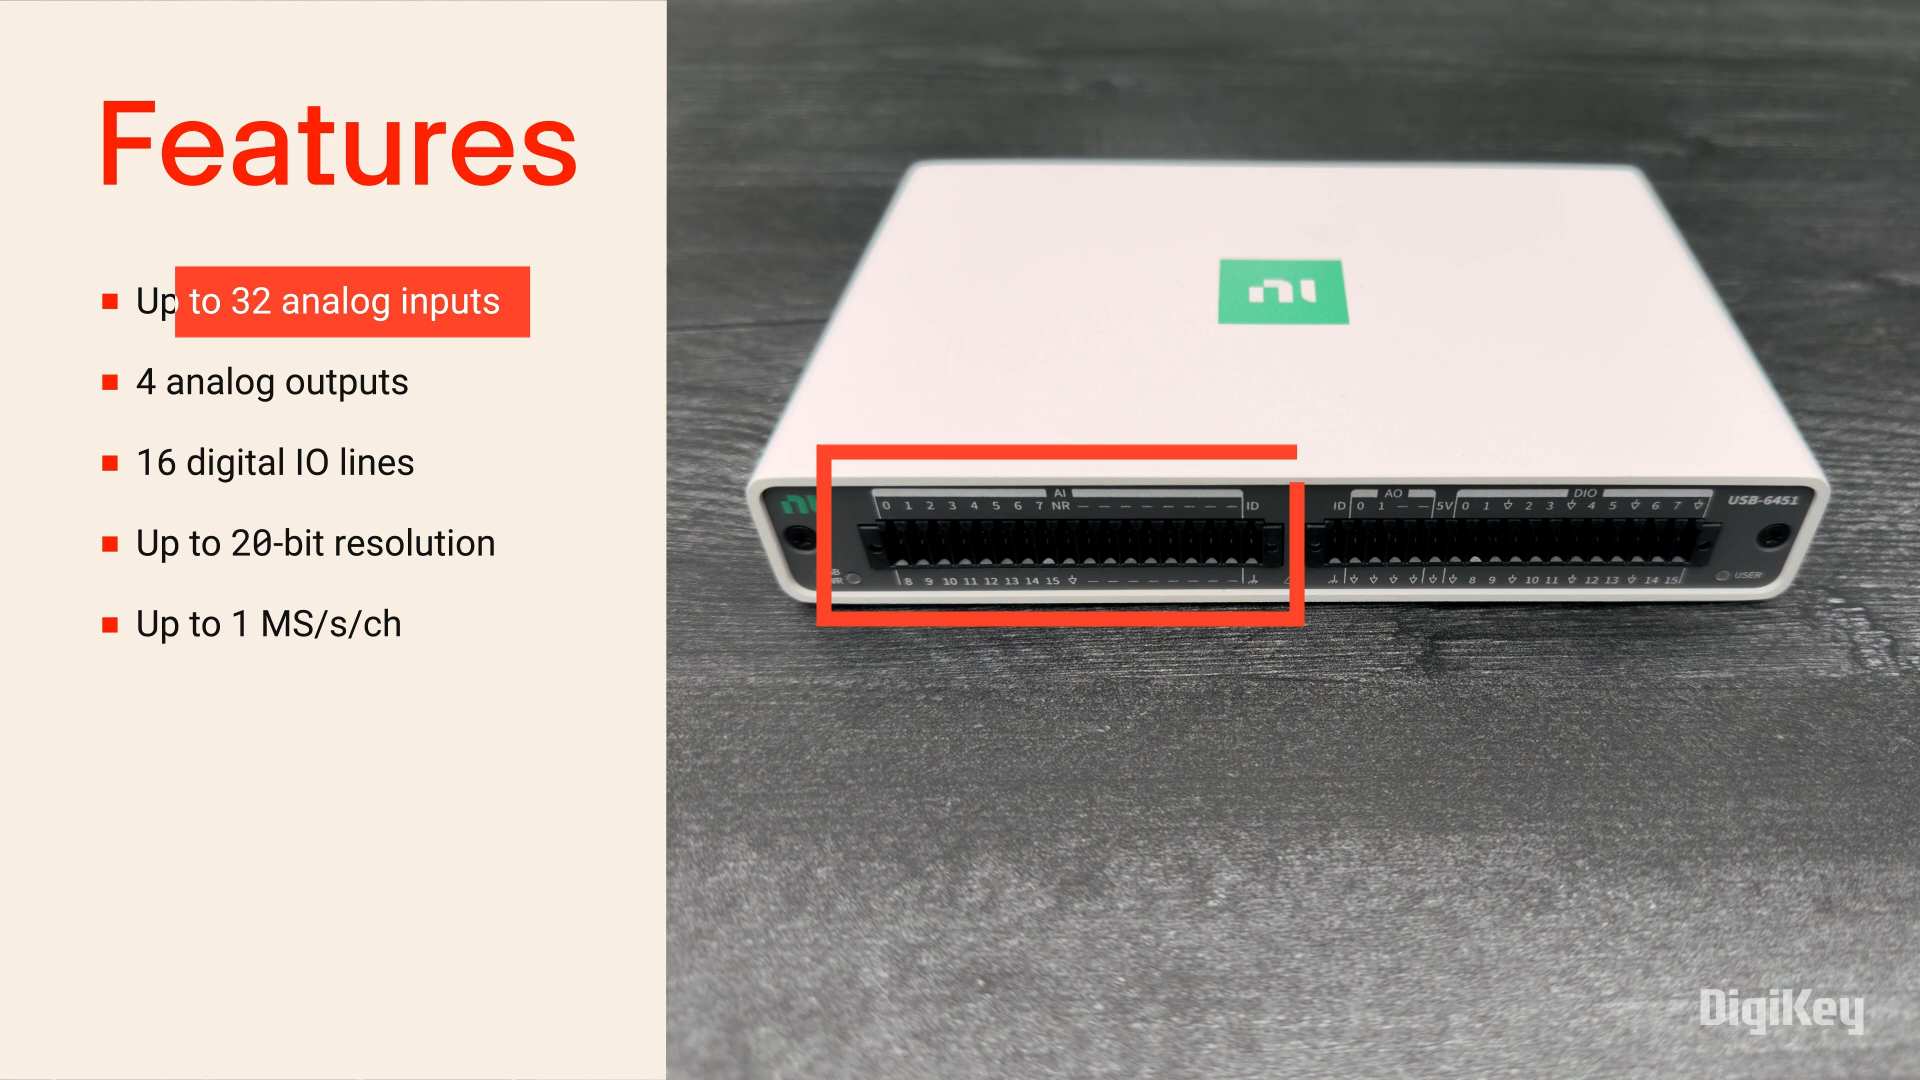 Features
Up to 32 analog inputs
4 analog outputs
16 digital IO lines
Up to 20-bit resolution
Up to 1 MS/s/ch
AI
0 1 2 3 4 5 6 7 NR — — — — — — — — ID
8 9 10 11 12 13 14 15 — — — — — — —
AO DIO
ID 0 1 — — 5V 0 1 2 3 4 5 6 7
8 9 10 11 12 13 14 15
USB-6451
USER
DigiKey